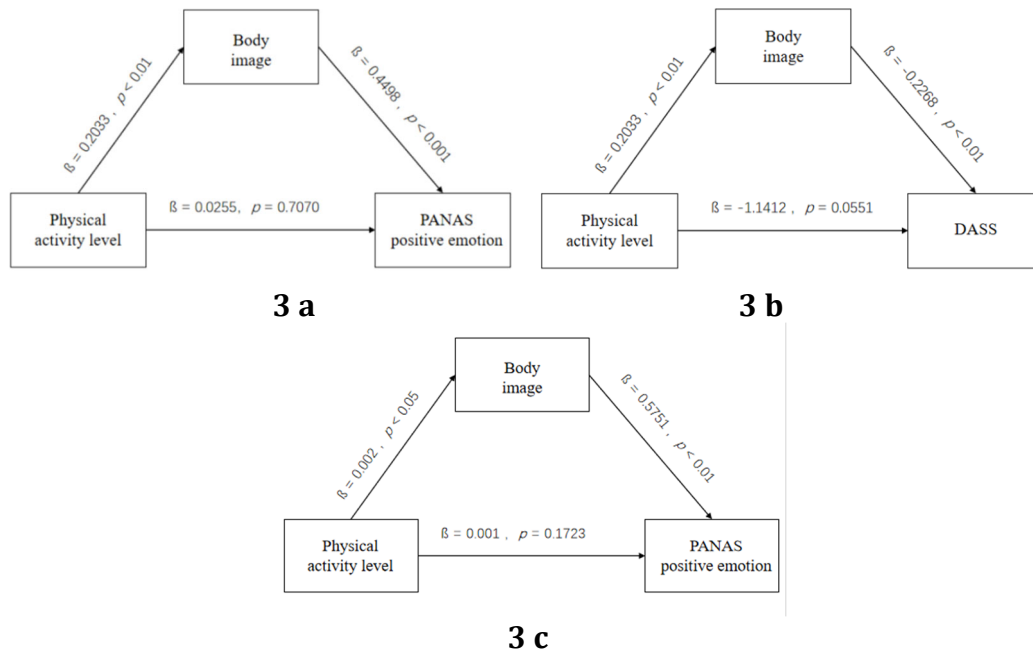 Body
image
ß = 0.2033 , p < 0.01
ß = 0.4498 , p < 0.001
Physical
activity level
ß = 0.0255, p = 0.7070
PANAS
positive emotion
3 a
Body
image
ß = 0.2033 , p < 0.01
ß = -0.2268 , p < 0.01
Physical
activity level
ß = -1.1412 , p = 0.0551
DASS
3 b
Body
image
ß = 0.002 , p < 0.05
ß = 0.5751 , p < 0.01
Physical
activity level
ß = 0.001 , p = 0.1723
PANAS
positive emotion
3 c